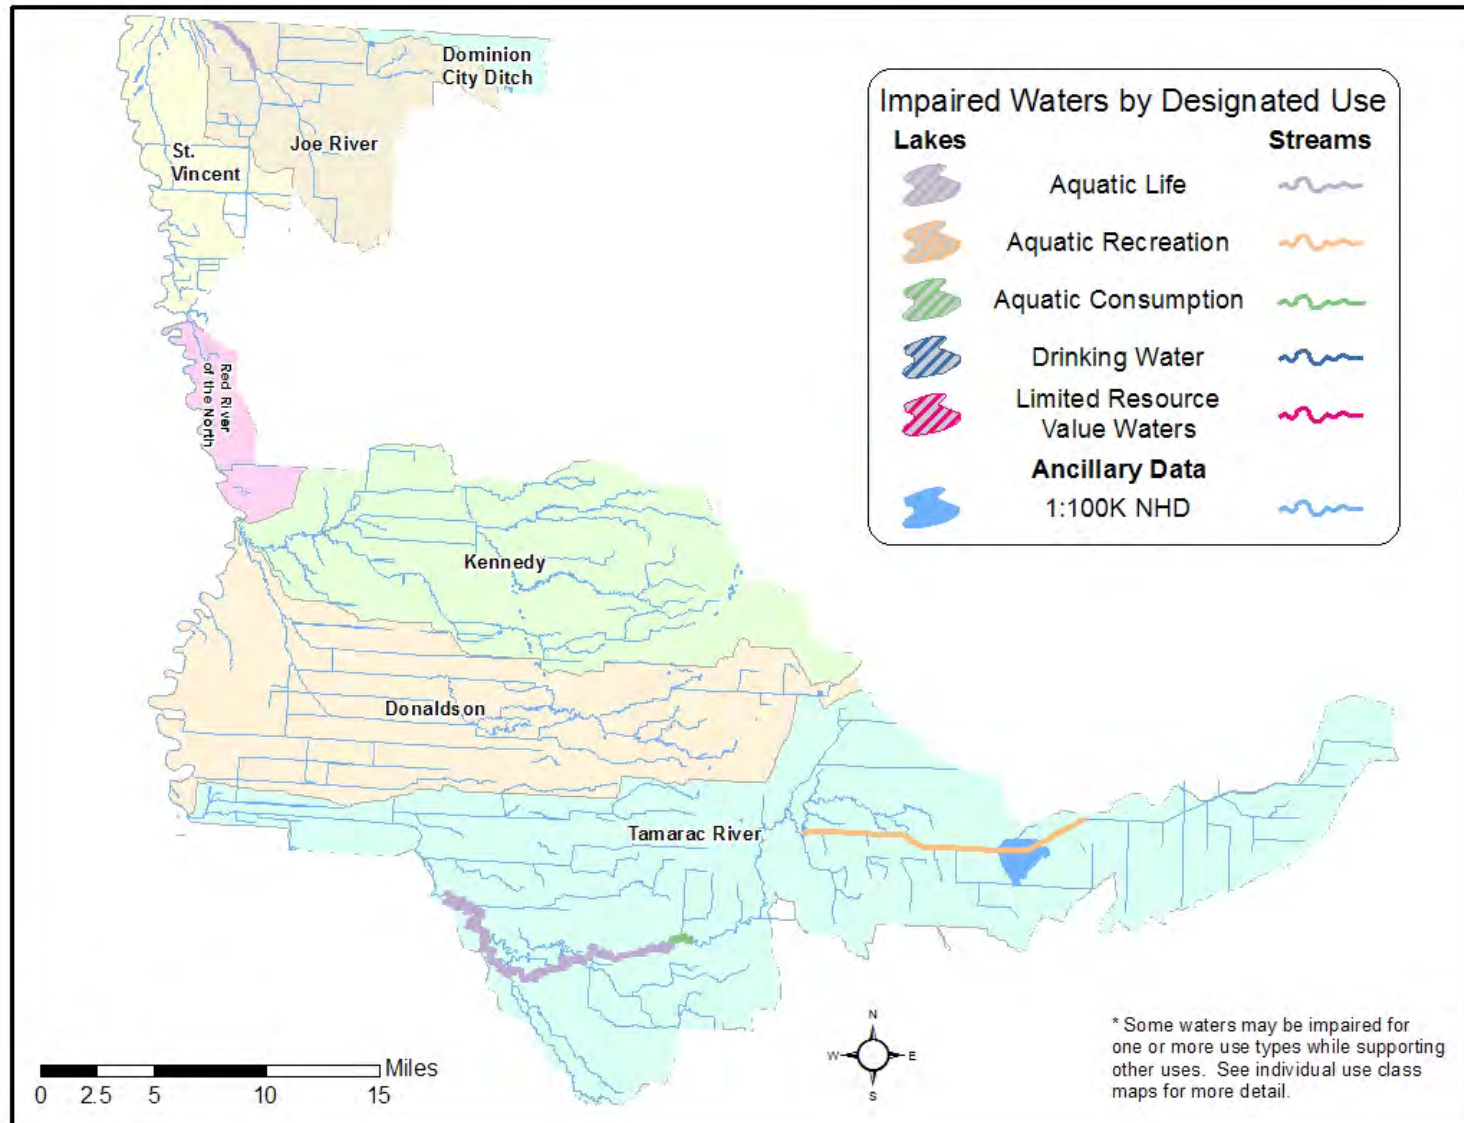 Dominion
City Ditch
Joe River
St.
Vincent
Red River
of the North
Kennedy
Donaldson
Tamarac River
Impaired Waters by Designated Use
Lakes
Streams
Aquatic Life
Aquatic Recreation
Aquatic Consumption
Drinking Water
Limited Resource
Value Waters
Ancillary Data
1:100K NHD
N
W
E
S
Miles
0 2.5 5 10 15
* Some waters may be impaired for
one or more use types while supporting
other uses. See individual use class
maps for more detail.